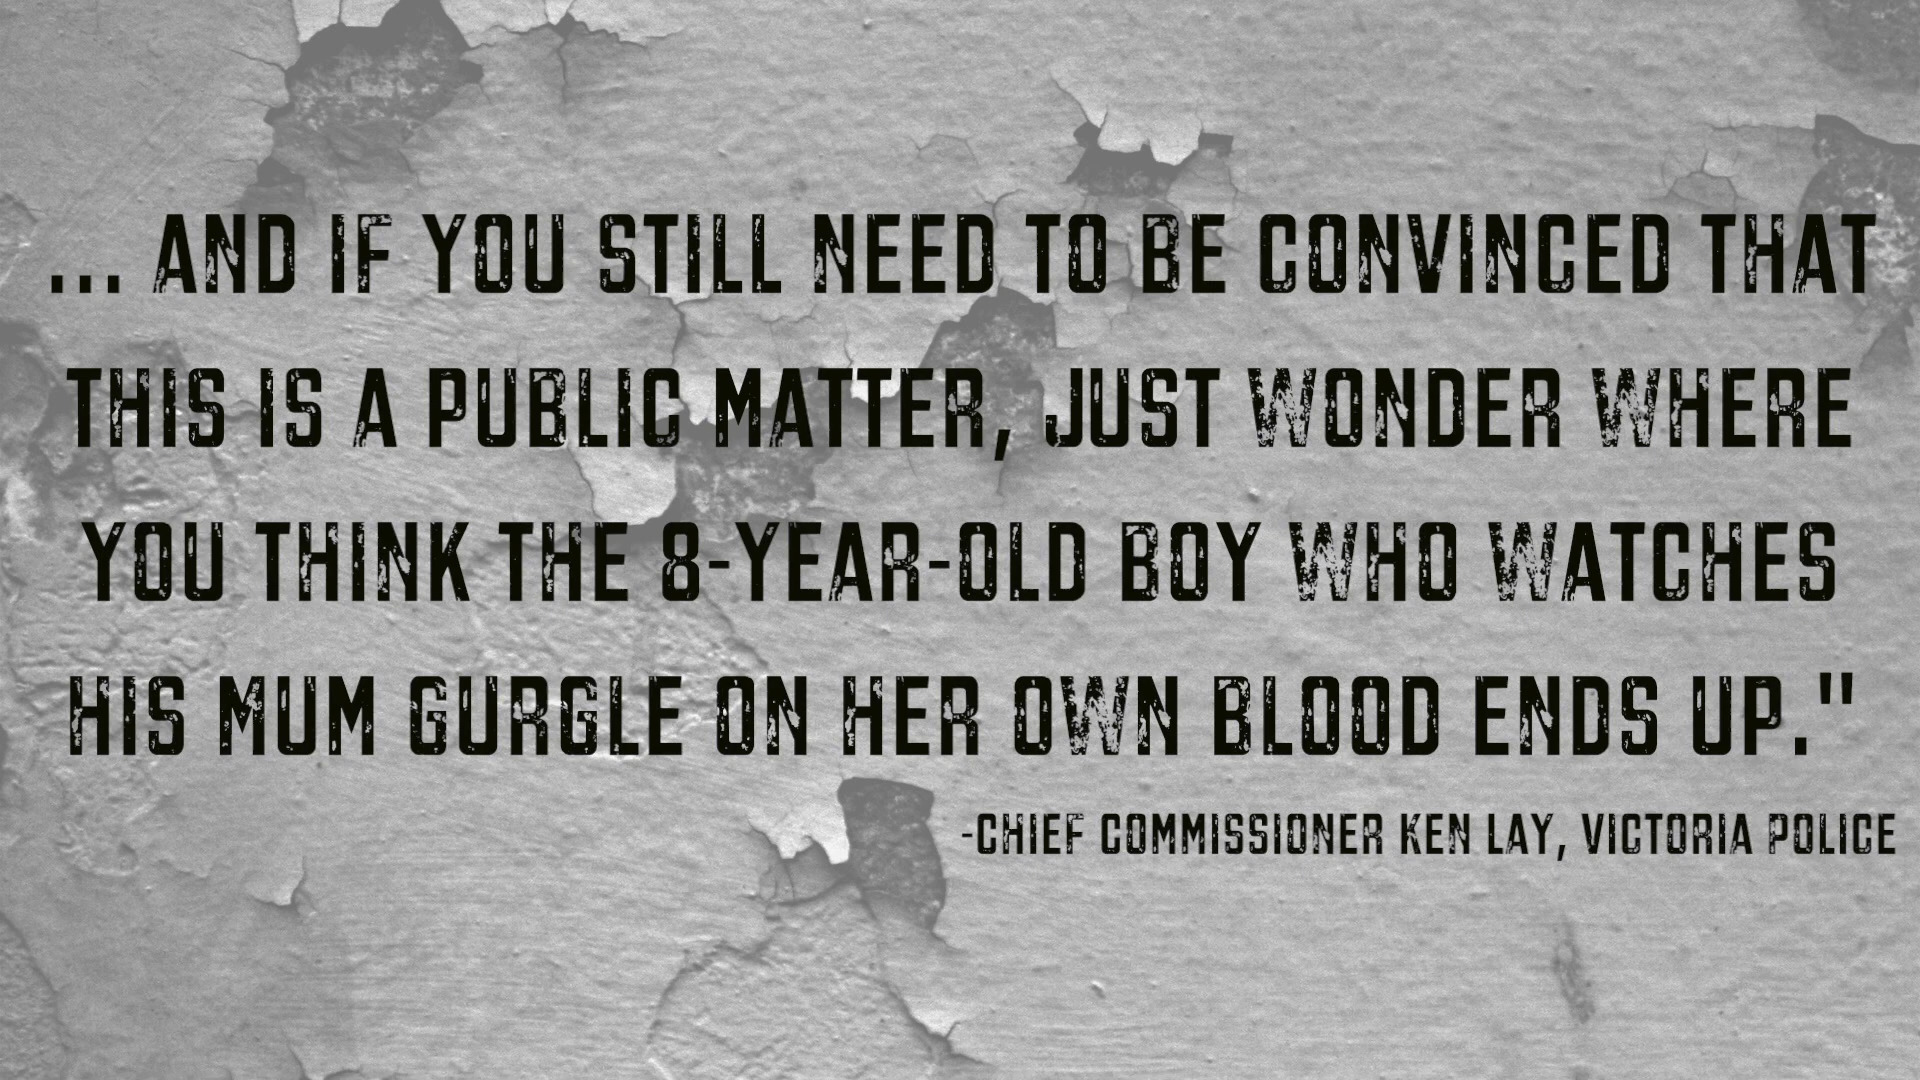 ... AND IF YOU STILL NEED TO BE CONVINCED THAT
THIS IS A PUBLIC MATTER, JUST WONDER WHERE
YOU THINK THE 8-YEAR-OLD BOY WHO WATCHES
HIS MUM GURGLE ON HER OWN BLOOD ENDS UP."
-CHIEF COMMISSIONER KEN LAY, VICTORIA POLICE